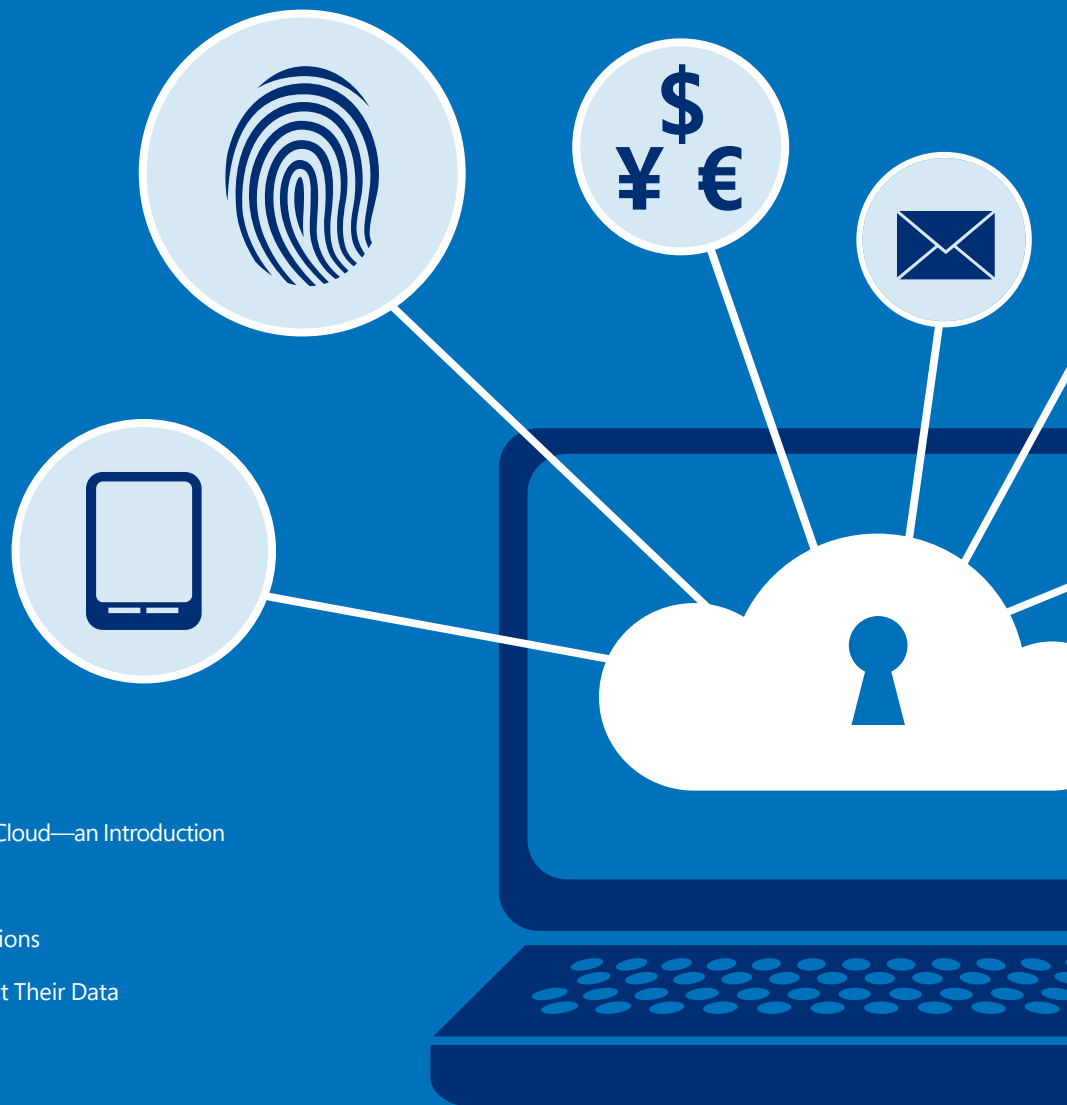 $
¥ €
Cloud—an Introduction
ions
t Their Data